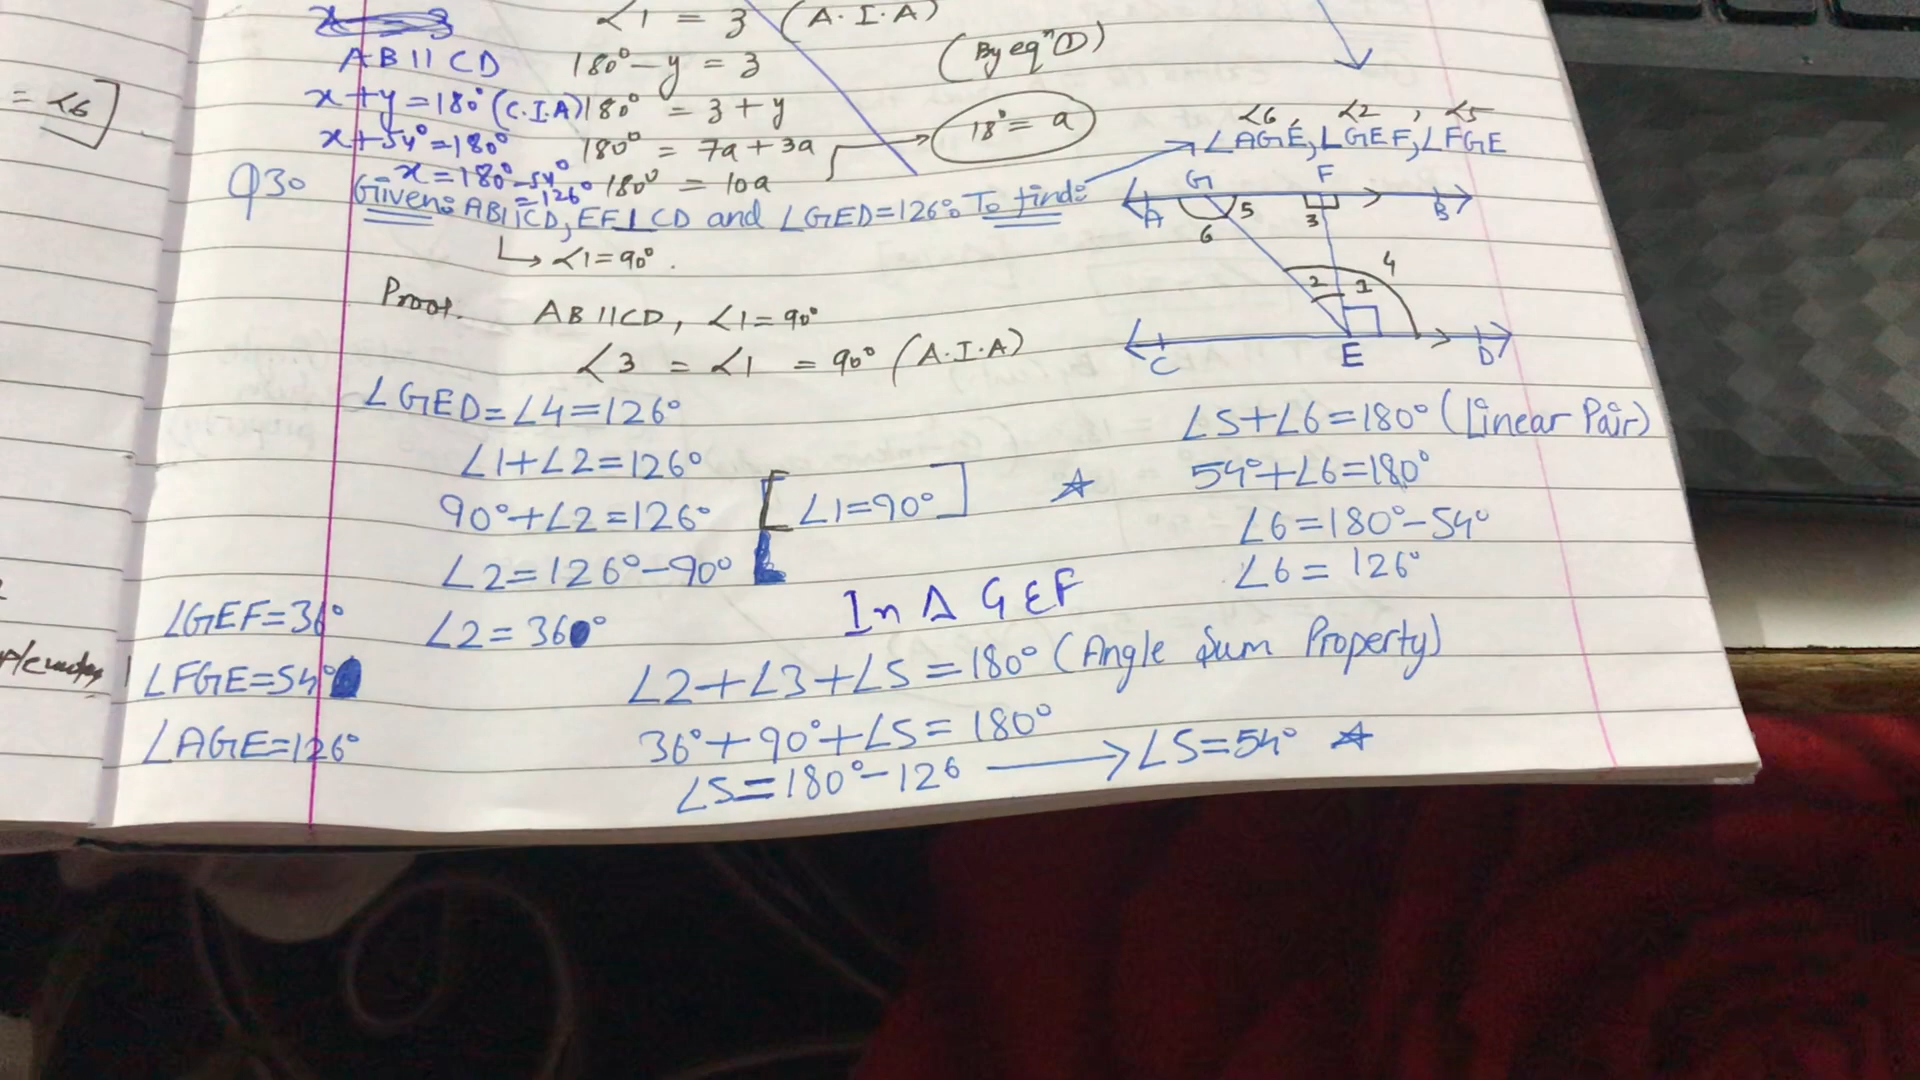 = ∠6]
∠1 = z (A.I.A)
AB || CD 180° - y = z (By eqⁿ ①)
x + y = 180° (C.I.A) 180° = z + y
x + 54° = 180° 180° = 7a + 3a → 18° = a
x = 180° - 54° 180° = 10a
= 126°
∠6, ∠2, ∠5
∠AGE, ∠GEF, ∠FGE
Q30 Given: AB||CD, EF⊥CD and ∠GED=126° To find:
↳ ∠1=90°.
G F
A 5 3 B
6
4
2 1
C E D
Proof. AB||CD, ∠1=90°
∠3 = ∠1 = 90° (A.I.A)
∠GED=∠4=126°
∠1+∠2=126°
90°+∠2=126° [∠1=90°]
∠2=126°-90°
∠2=36°
∠GEF=36°
∠FGE=54°
∠AGE=126°
In Δ GEF
∠2+∠3+∠5=180° (Angle Sum Property)
36°+90°+∠5=180°
∠5=180°-126 → ∠5=54° ☆
∠5+∠6=180° (Linear Pair)
☆ 54°+∠6=180°
∠6=180°-54°
∠6=126°